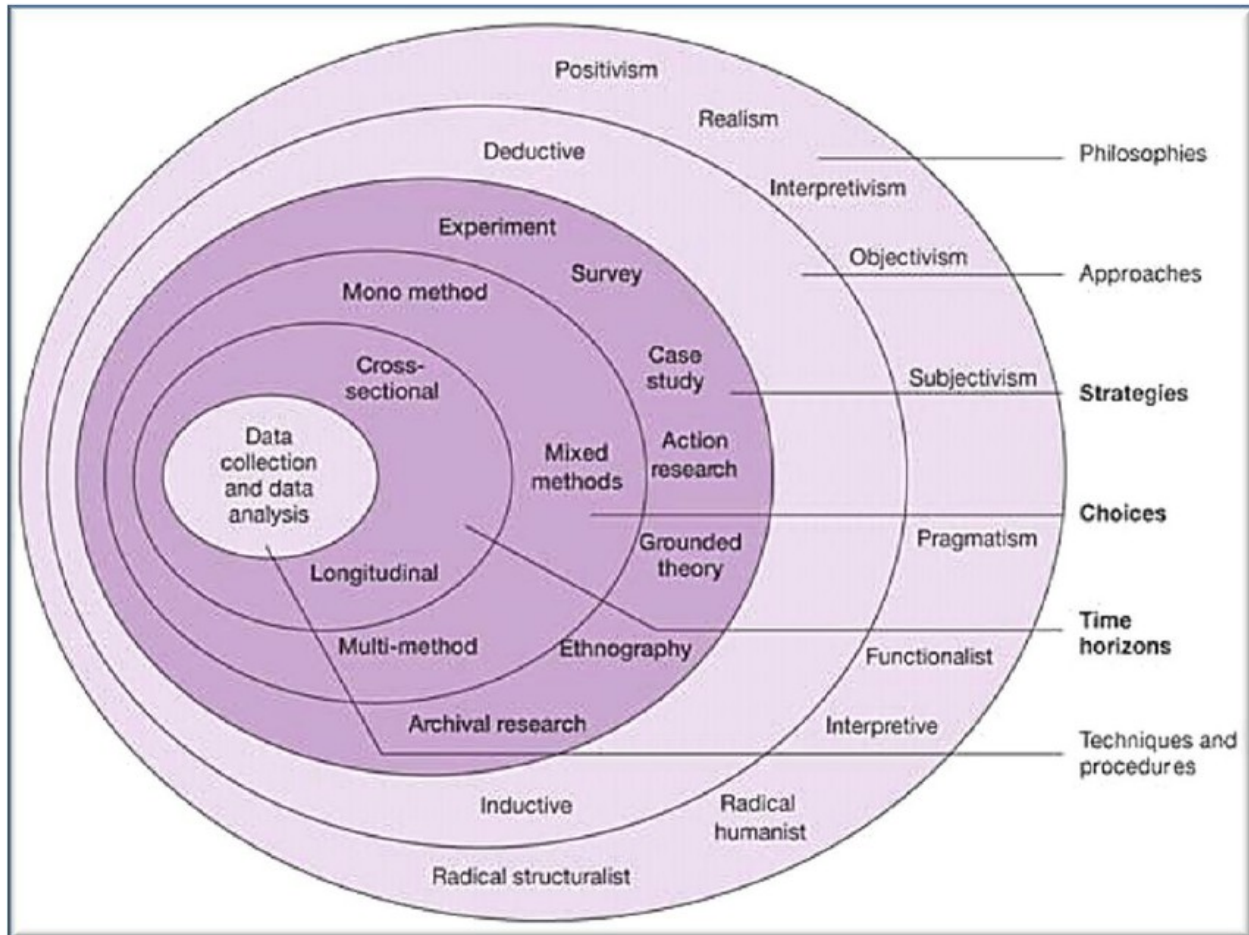 Positivism
Realism
Philosophies
Deductive
Interpretivism
Experiment
Objectivism
Approaches
Survey
Mono method
Case
study
Cross-
sectional
Subjectivism
Strategies
Data
collection
and data
analysis
Mixed
methods
Action
research
Choices
Pragmatism
Grounded
theory
Longitudinal
Time
horizons
Multi-method
Ethnography
Functionalist
Archival research
Interpretive
Techniques and
procedures
Inductive
Radical
humanist
Radical structuralist